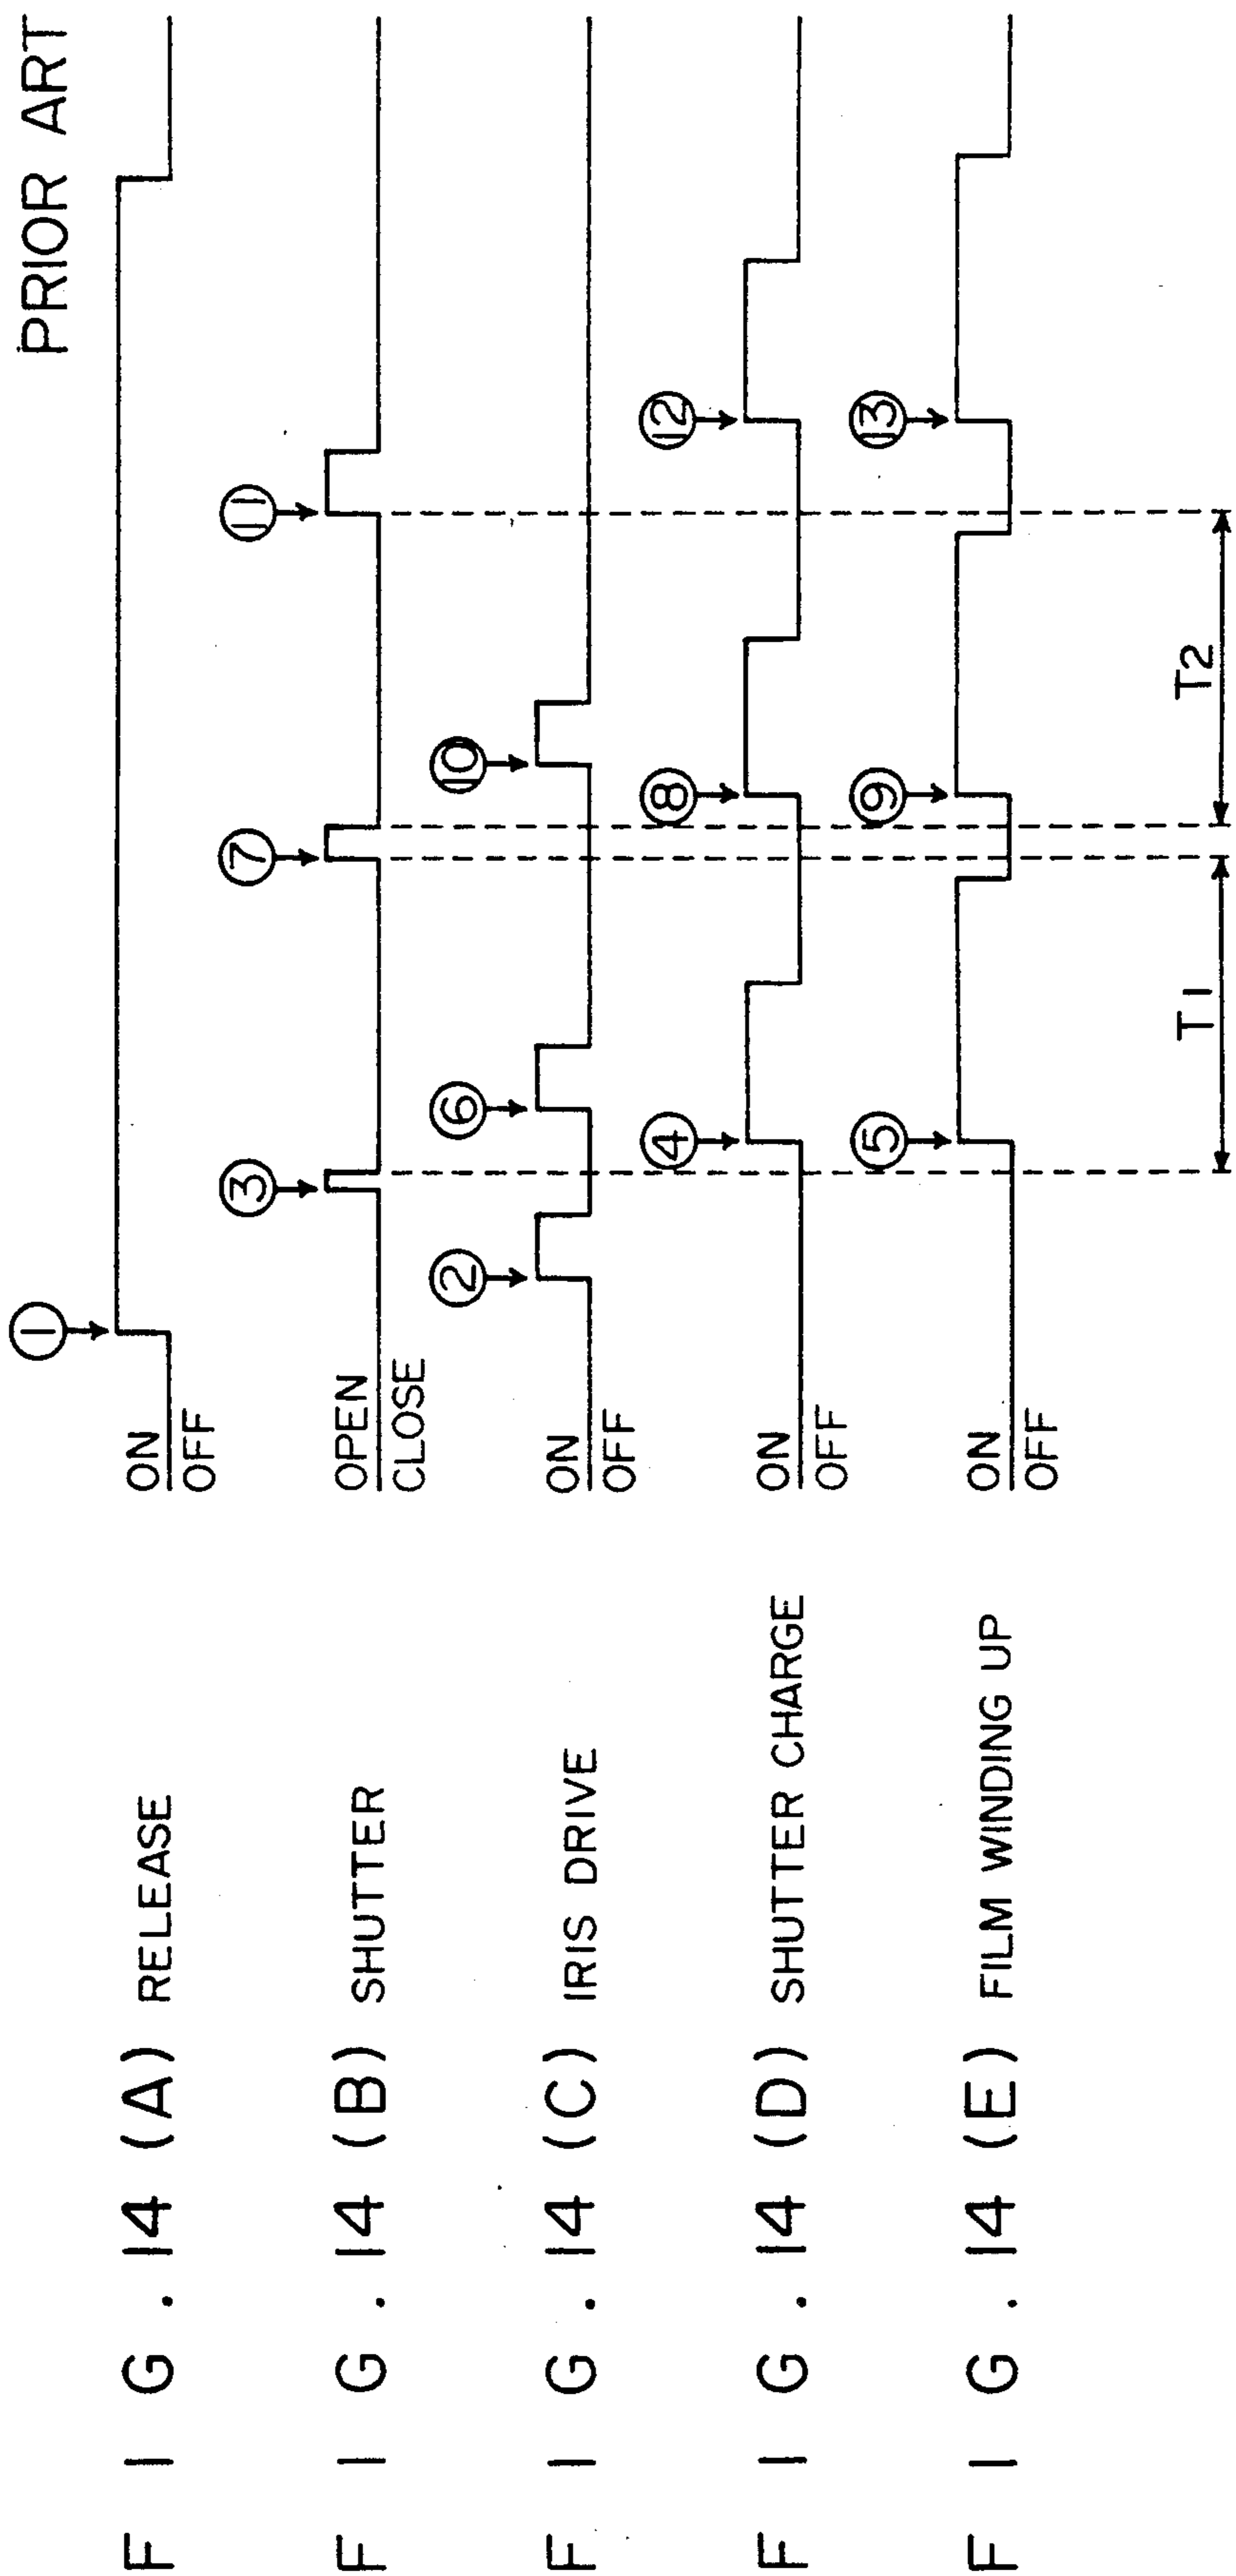 PRIOR ART
F I G . 14 (A) RELEASE
ON
OFF
①
F I G . 14 (B) SHUTTER
OPEN
CLOSE
③ ⑦ ⑪
F I G . 14 (C) IRIS DRIVE
ON
OFF
② ⑥ ⑩
F I G . 14 (D) SHUTTER CHARGE
ON
OFF
④ ⑧ ⑫
F I G . 14 (E) FILM WINDING UP
ON
OFF
⑤ ⑨ ⑬
T1 T2